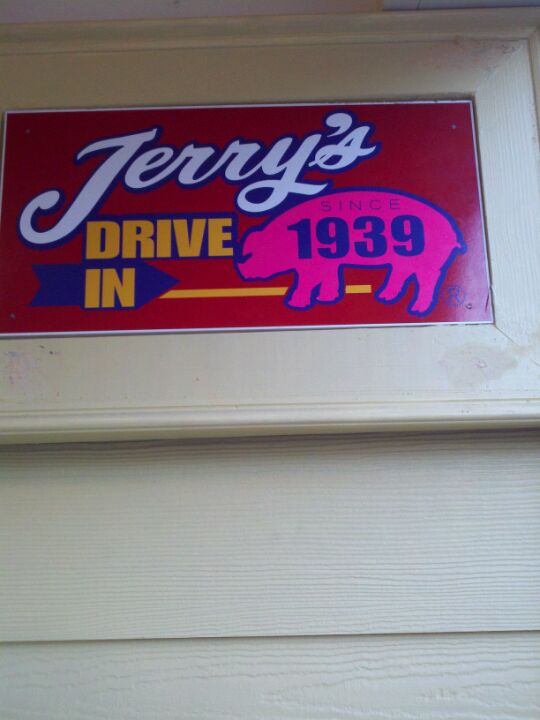 Jerry's
DRIVE
IN
SINCE
1939
®